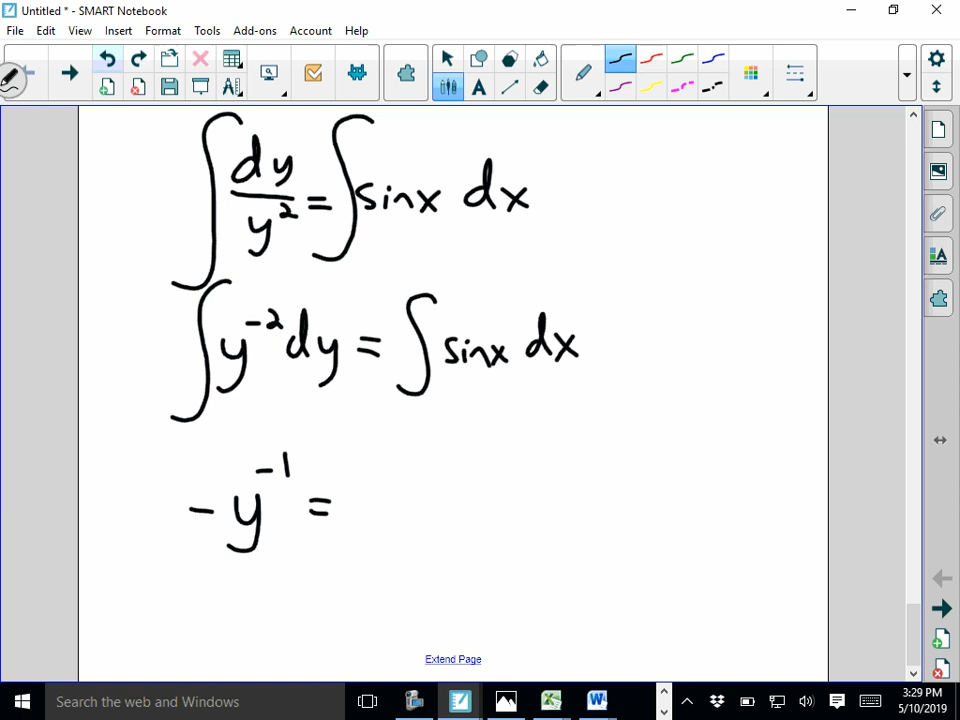 Untitled * - SMART Notebook
File Edit View Insert Format Tools Add-ons Account Help
∫ dy/y² = ∫ sinx dx
∫ y⁻² dy = ∫ sinx dx
- y⁻¹ =
Extend Page
Search the web and Windows
3:29 PM
5/10/2019